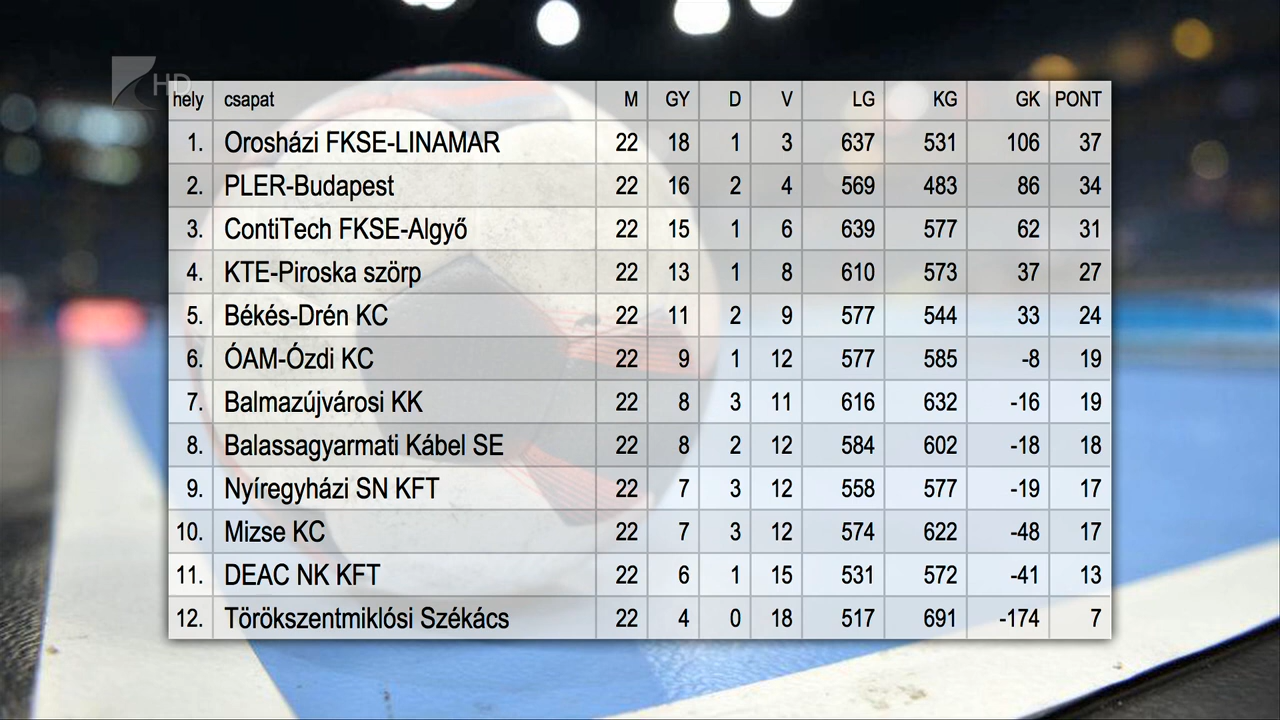 HD
hely csapat M GY D V LG KG GK PONT
1. Orosházi FKSE-LINAMAR 22 18 1 3 637 531 106 37
2. PLER-Budapest 22 16 2 4 569 483 86 34
3. ContiTech FKSE-Algyő 22 15 1 6 639 577 62 31
4. KTE-Piroska szörp 22 13 1 8 610 573 37 27
5. Békés-Drén KC 22 11 2 9 577 544 33 24
6. ÓAM-Ózdi KC 22 9 1 12 577 585 -8 19
7. Balmazújvárosi KK 22 8 3 11 616 632 -16 19
8. Balassagyarmati Kábel SE 22 8 2 12 584 602 -18 18
9. Nyíregyházi SN KFT 22 7 3 12 558 577 -19 17
10. Mizse KC 22 7 3 12 574 622 -48 17
11. DEAC NK KFT 22 6 1 15 531 572 -41 13
12. Törökszentmiklósi Székács 22 4 0 18 517 691 -174 7